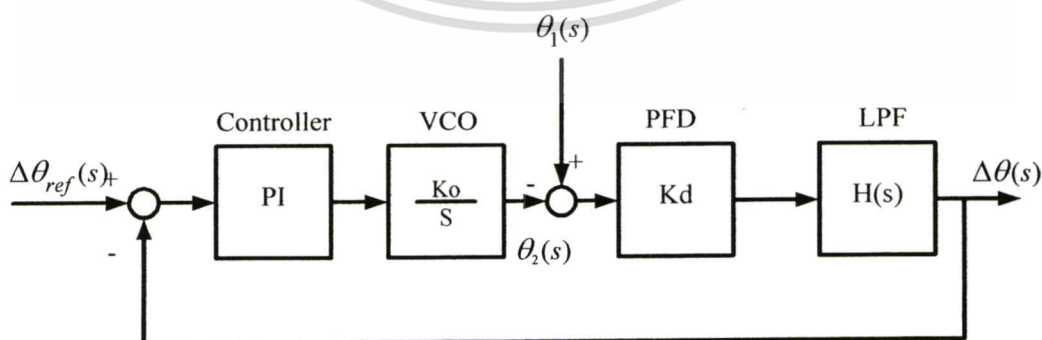 θ₁(s)
Controller VCO PFD LPF
Δθref(s)+ + Δθ(s)
PI Ko/S - Kd H(s)
- θ₂(s)